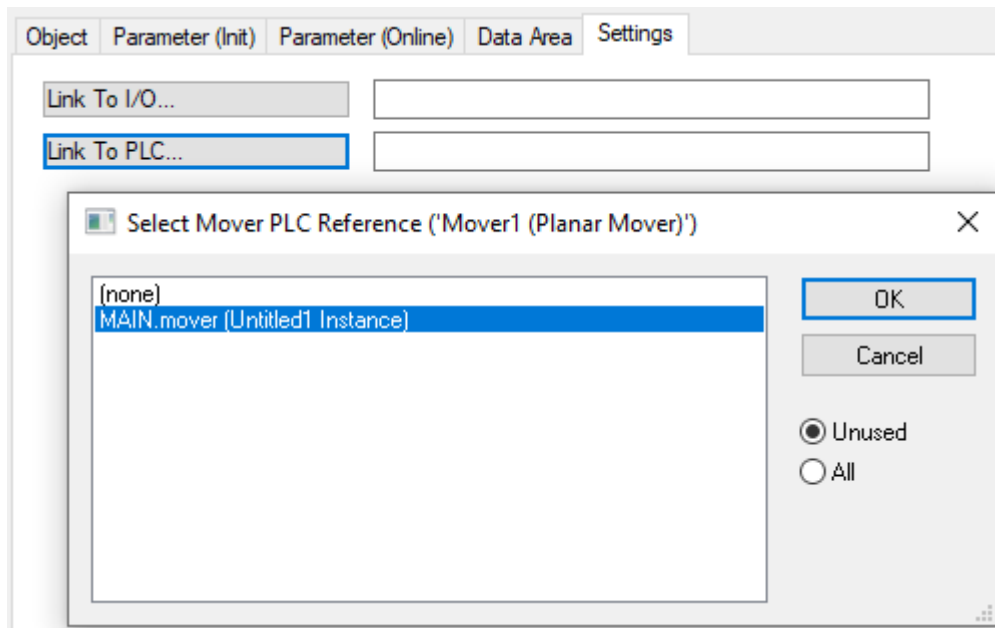 Object Parameter (Init) Parameter (Online) Data Area Settings
Link To I/O...
Link To PLC...
Select Mover PLC Reference ('Mover1 (Planar Mover)')
(none)
MAIN.mover (Untitled1 Instance)
OK
Cancel
Unused
All